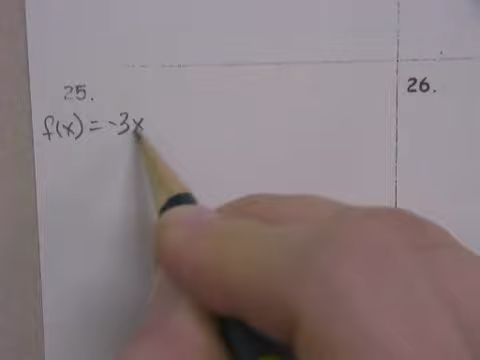 25.
26.
f(x) = -3x